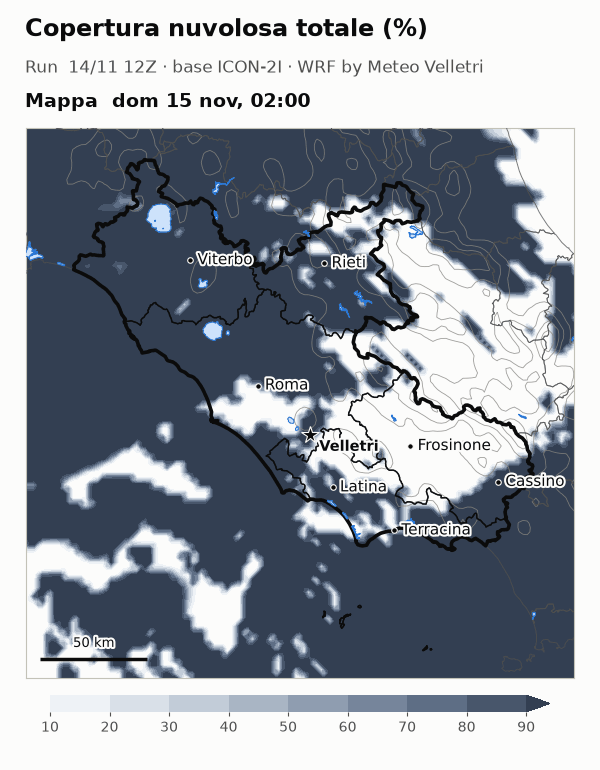 Copertura nuvolosa totale (%)
Run  14/11 12Z · base ICON-2I · WRF by Meteo Velletri
Mappa  dom 15 nov, 02:00
Viterbo
Rieti
Roma
Velletri
Frosinone
Latina
Cassino
Terracina
50 km
10 20 30 40 50 60 70 80 90